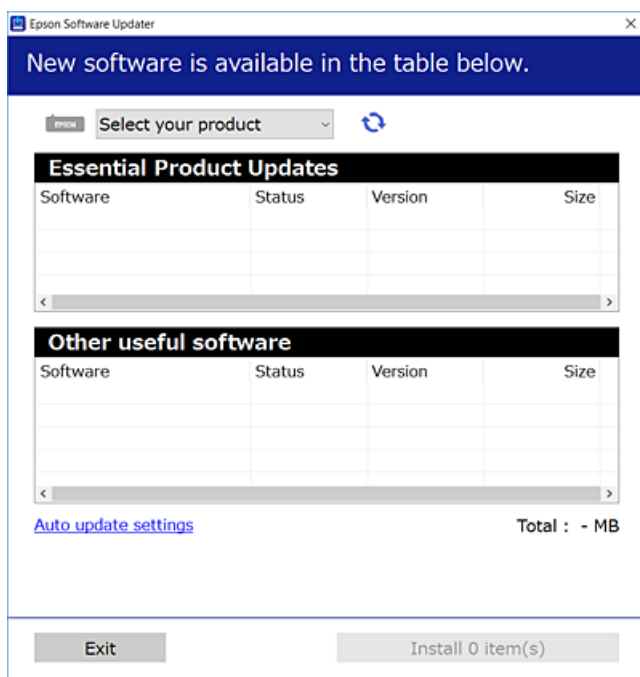 Epson Software Updater
New software is available in the table below.
EPSON Select your product
Essential Product Updates
Software Status Version Size
Other useful software
Software Status Version Size
Auto update settings Total : - MB
Exit Install 0 item(s)